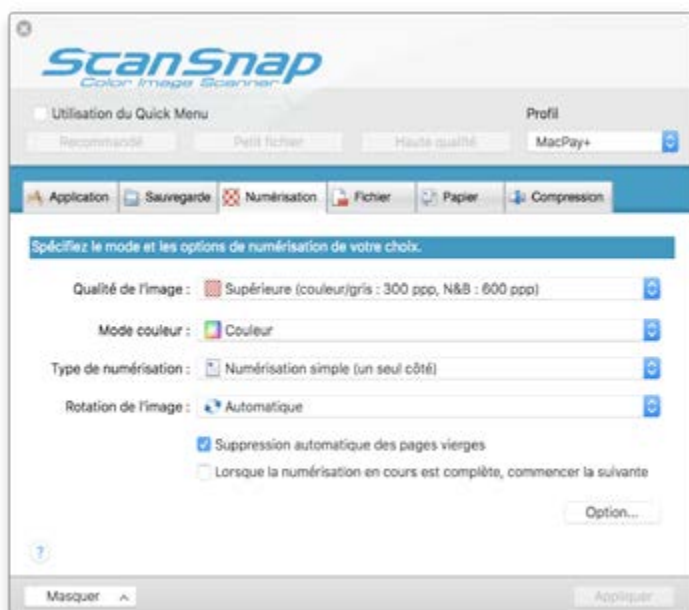 ScanSnap
Color Image Scanner
Utilisation du Quick Menu
Profil
Recommandé
Petit fichier
Haute qualité
MacPay+
Application
Sauvegarde
Numérisation
Fichier
Papier
Compression
Spécifiez le mode et les options de numérisation de votre choix.
Qualité de l'image : Supérieure (couleur/gris : 300 ppp, N&B : 600 ppp)
Mode couleur : Couleur
Type de numérisation : Numérisation simple (un seul côté)
Rotation de l'image : Automatique
Suppression automatique des pages vierges
Lorsque la numérisation en cours est complète, commencer la suivante
Option...
?
Masquer
Appliquer